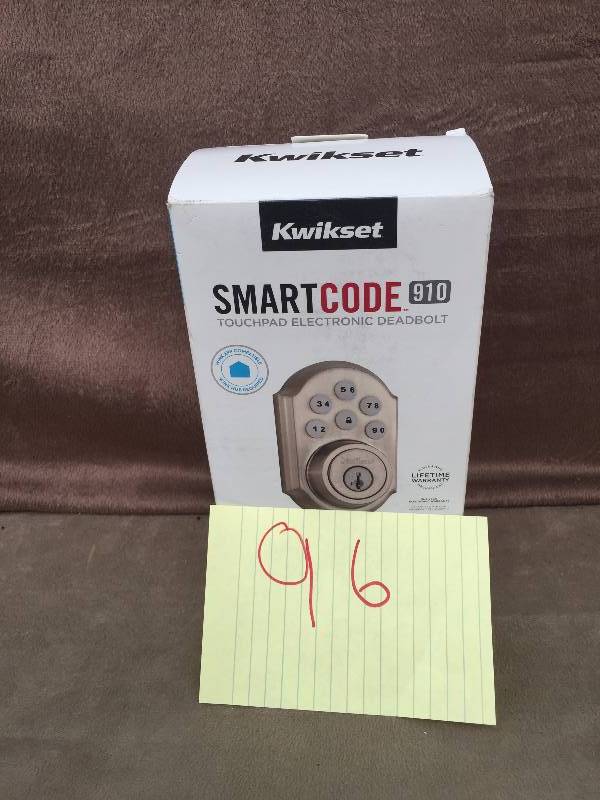 Kwikset
Kwikset
SMARTCODE 910
TOUCHPAD ELECTRONIC DEADBOLT
5 6
3 4
7 8
1 2
9 0
LIFETIME
WARRANTY
96